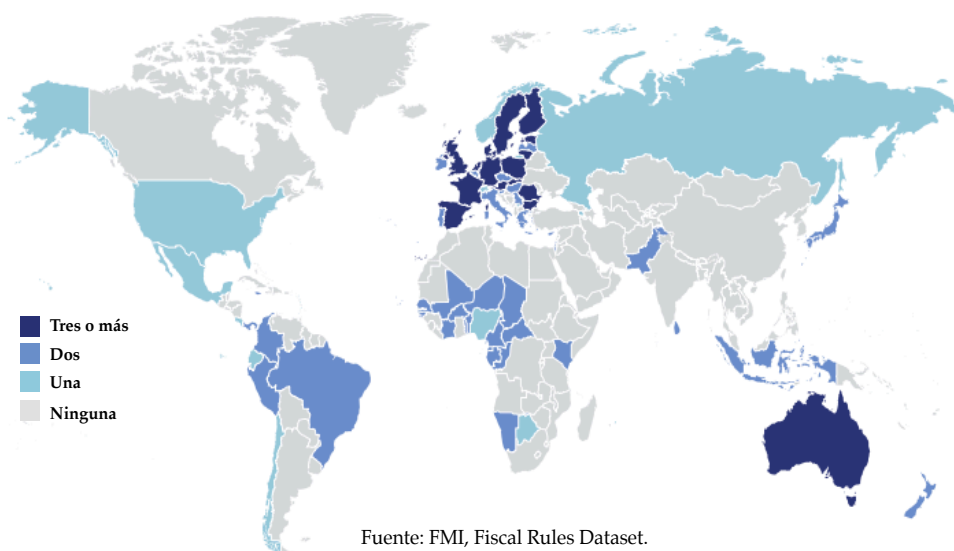 Tres o más
Dos
Una
Ninguna
Fuente: FMI, Fiscal Rules Dataset.